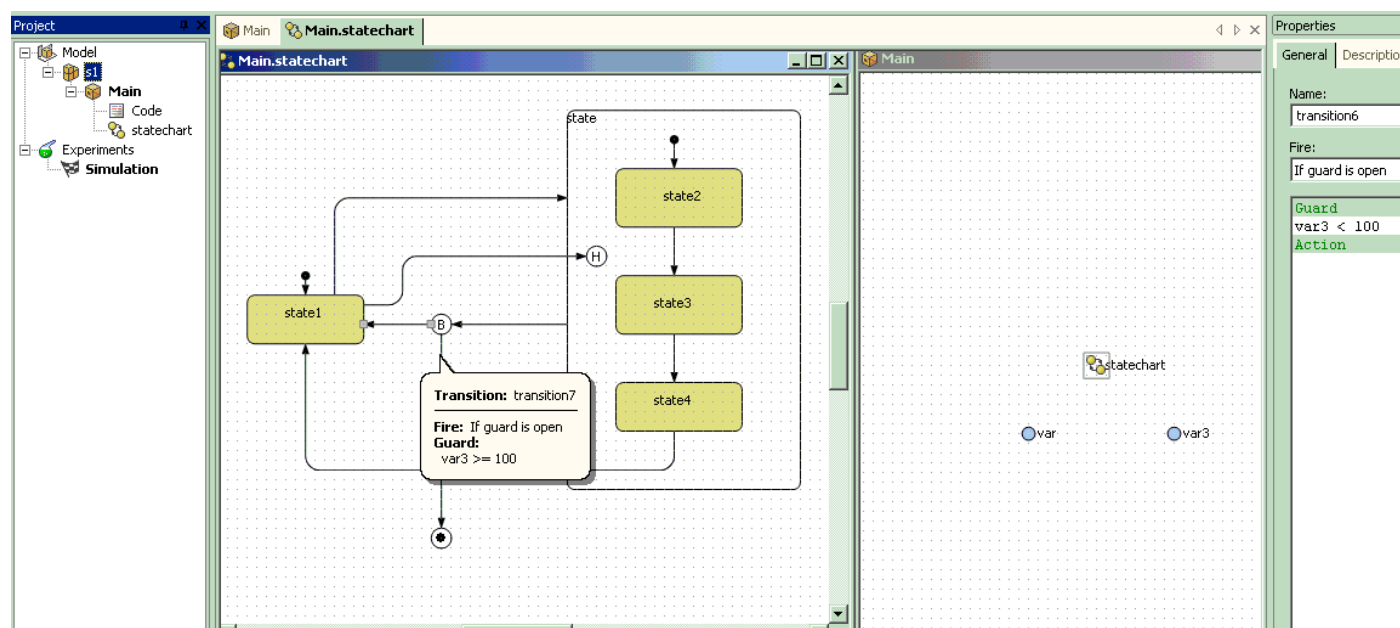 Project
Model
s1
Main
Code
statechart
Experiments
Simulation
Main
Main.statechart
Main.statechart
state
state2
state3
state4
state1
H
B
Transition: transition7
Fire: If guard is open
Guard:
var3 >= 100
Main
statechart
var
var3
Properties
General
Descriptio
Name:
transition6
Fire:
If guard is open
Guard
var3 < 100
Action